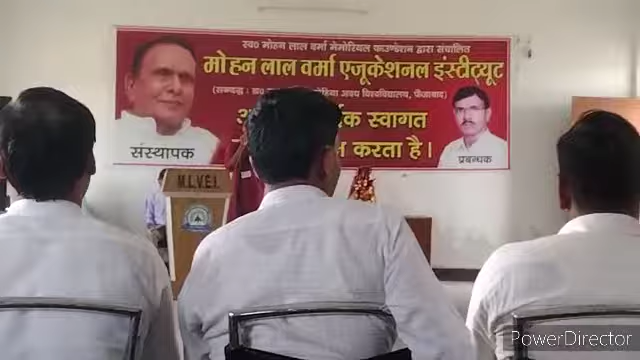 स्व० मोहन लाल वर्मा मेमोरियल फाउण्डेशन द्वारा संचालित
मोहन लाल वर्मा एजूकेशनल इंस्टीट्यूट
(सम्बद्ध : डा० लोहिया अवध विश्वविद्यालय, फैजाबाद)
स्वागत
करता है।
संस्थापक
प्रबन्धक
M.L.V.E.I.
PowerDirector